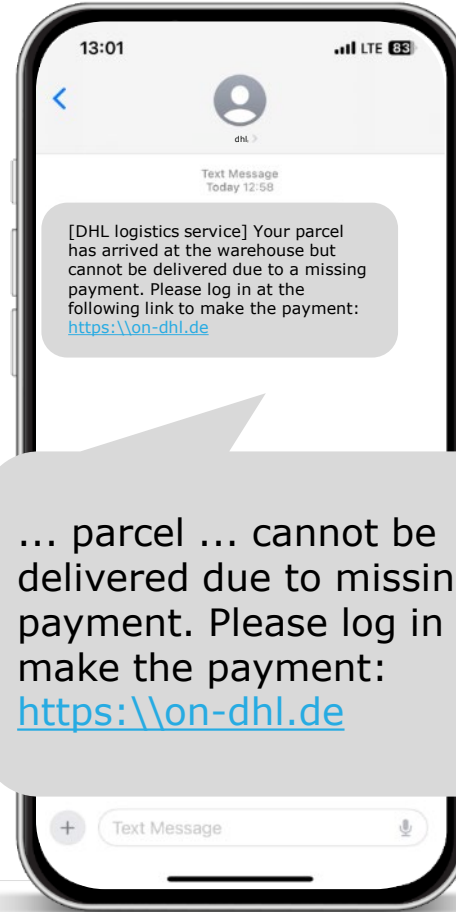 13:01
LTE 83
dhl
Text Message
Today 12:58
[DHL logistics service] Your parcel
has arrived at the warehouse but
cannot be delivered due to a missing
payment. Please log in at the
following link to make the payment:
https:\\on-dhl.de
... parcel ... cannot be
delivered due to missin
payment. Please log in
make the payment:
https:\\on-dhl.de
Text Message